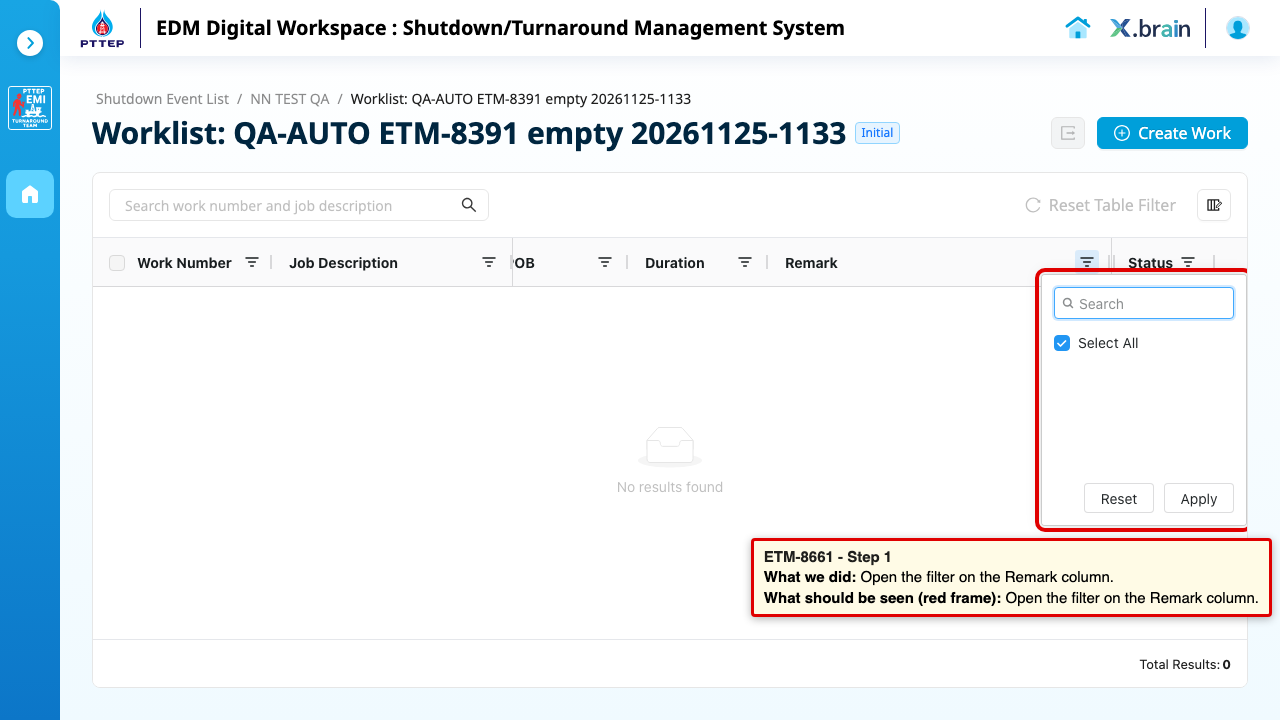 PTTEP
EDM Digital Workspace : Shutdown/Turnaround Management System
X.brain
PTTEP
EMI
TURNAROUND
TEAM
Shutdown Event List / NN TEST QA / Worklist: QA-AUTO ETM-8391 empty 20261125-1133
Worklist: QA-AUTO ETM-8391 empty 20261125-1133 Initial
Create Work
Search work number and job description
Reset Table Filter
Work Number Job Description OB Duration Remark Status
Search
Select All
No results found
Reset Apply
ETM-8661 - Step 1
What we did: Open the filter on the Remark column.
What should be seen (red frame): Open the filter on the Remark column.
Total Results: 0